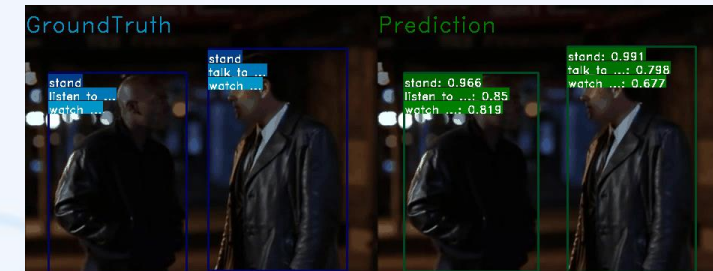 GroundTruth
stand
listen to ...
watch ...
stand
talk to ...
watch ...
Prediction
stand: 0.966
listen to ...: 0.85
watch ...: 0.819
stand: 0.991
talk to ...: 0.798
watch ...: 0.677